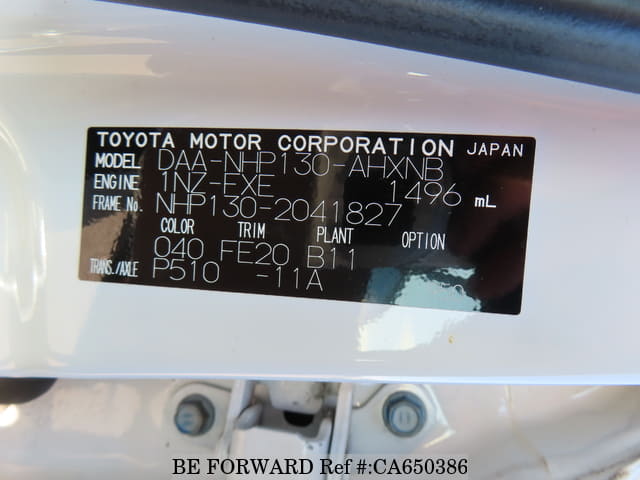 TOYOTA MOTOR CORPORATION JAPAN
MODEL DAA-NHP130-AHXNB
ENGINE 1NZ-FXE 1496 mL
FRAME No. NHP130-2041827
COLOR TRIM PLANT OPTION
040 FE20 B11
TRANS./AXLE P510 -11A
BE FORWARD Ref #:CA650386